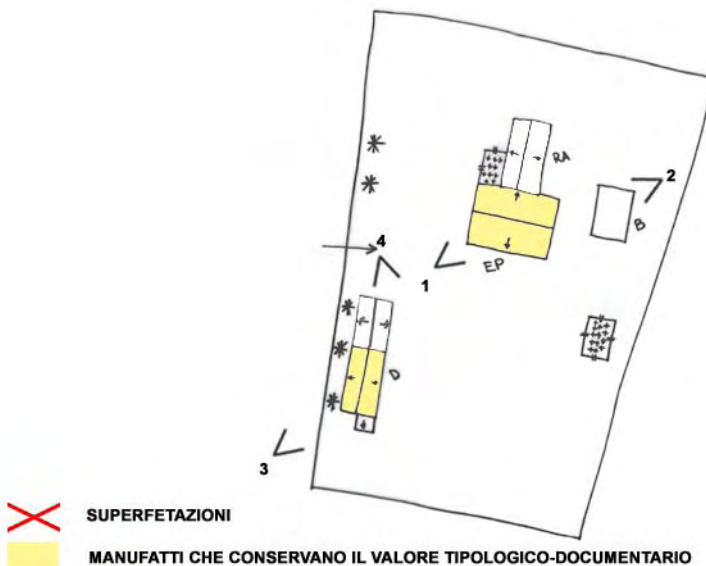 RA
2
B
4
EP
1
D
3
SUPERFETAZIONI
MANUFATTI CHE CONSERVANO IL VALORE TIPOLOGICO-DOCUMENTARIO